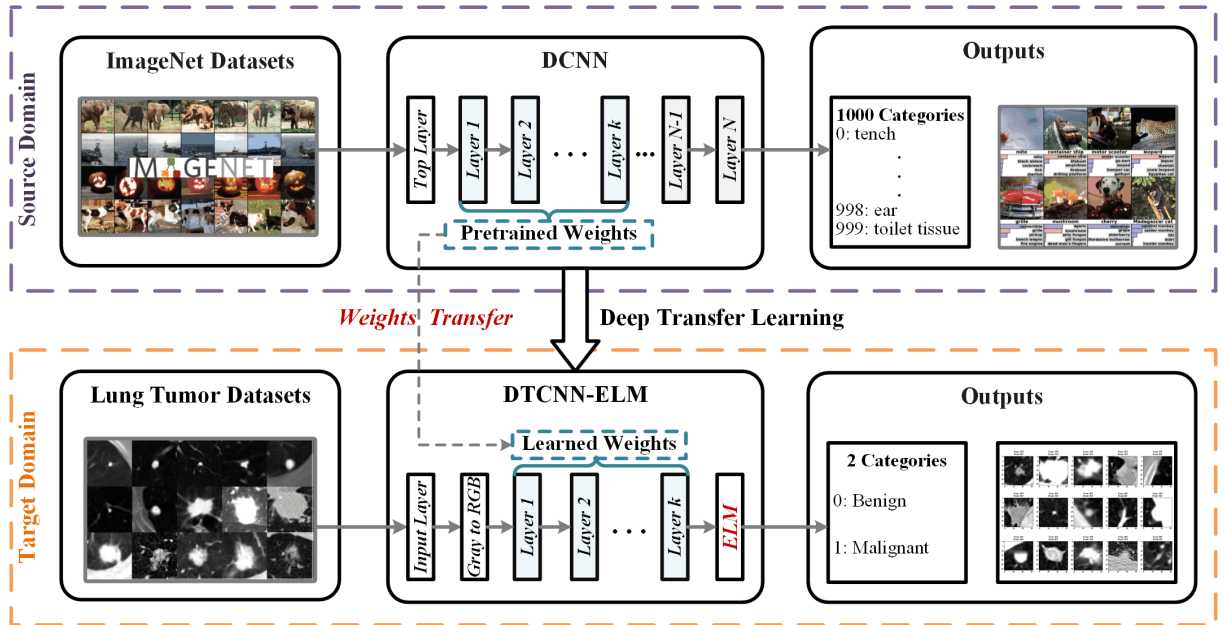 Source Domain
ImageNet Datasets
IMAGENET
DCNN
Top Layer
Layer 1
Layer 2
. . .
Layer k
...
Layer N-1
Layer N
Pretrained Weights
Outputs
1000 Categories
0: tench
.
.
.
998: ear
999: toilet tissue
mite
container ship
motor scooter
leopard
grille
mushroom
cherry
Madagascar cat
Weights Transfer
Deep Transfer Learning
Target Domain
Lung Tumor Datasets
DTCNN-ELM
Learned Weights
Input Layer
Gray to RGB
Layer 1
Layer 2
. . .
Layer k
ELM
Outputs
2 Categories
0: Benign
1: Malignant